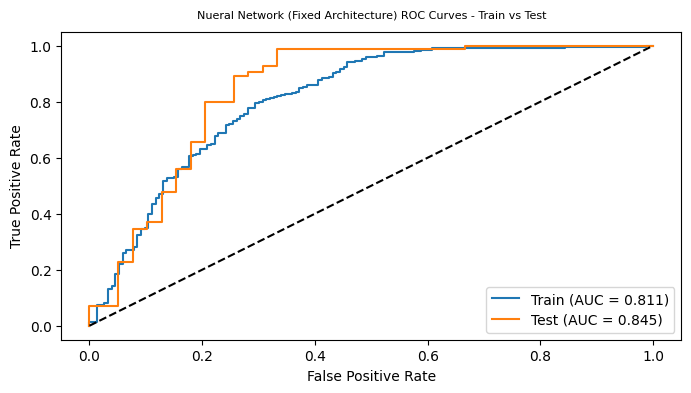 Nueral Network (Fixed Architecture) ROC Curves - Train vs Test
1.0
0.8
0.6
0.4
0.2
0.0
True Positive Rate
0.0 0.2 0.4 0.6 0.8 1.0
False Positive Rate
Train (AUC = 0.811)
Test (AUC = 0.845)